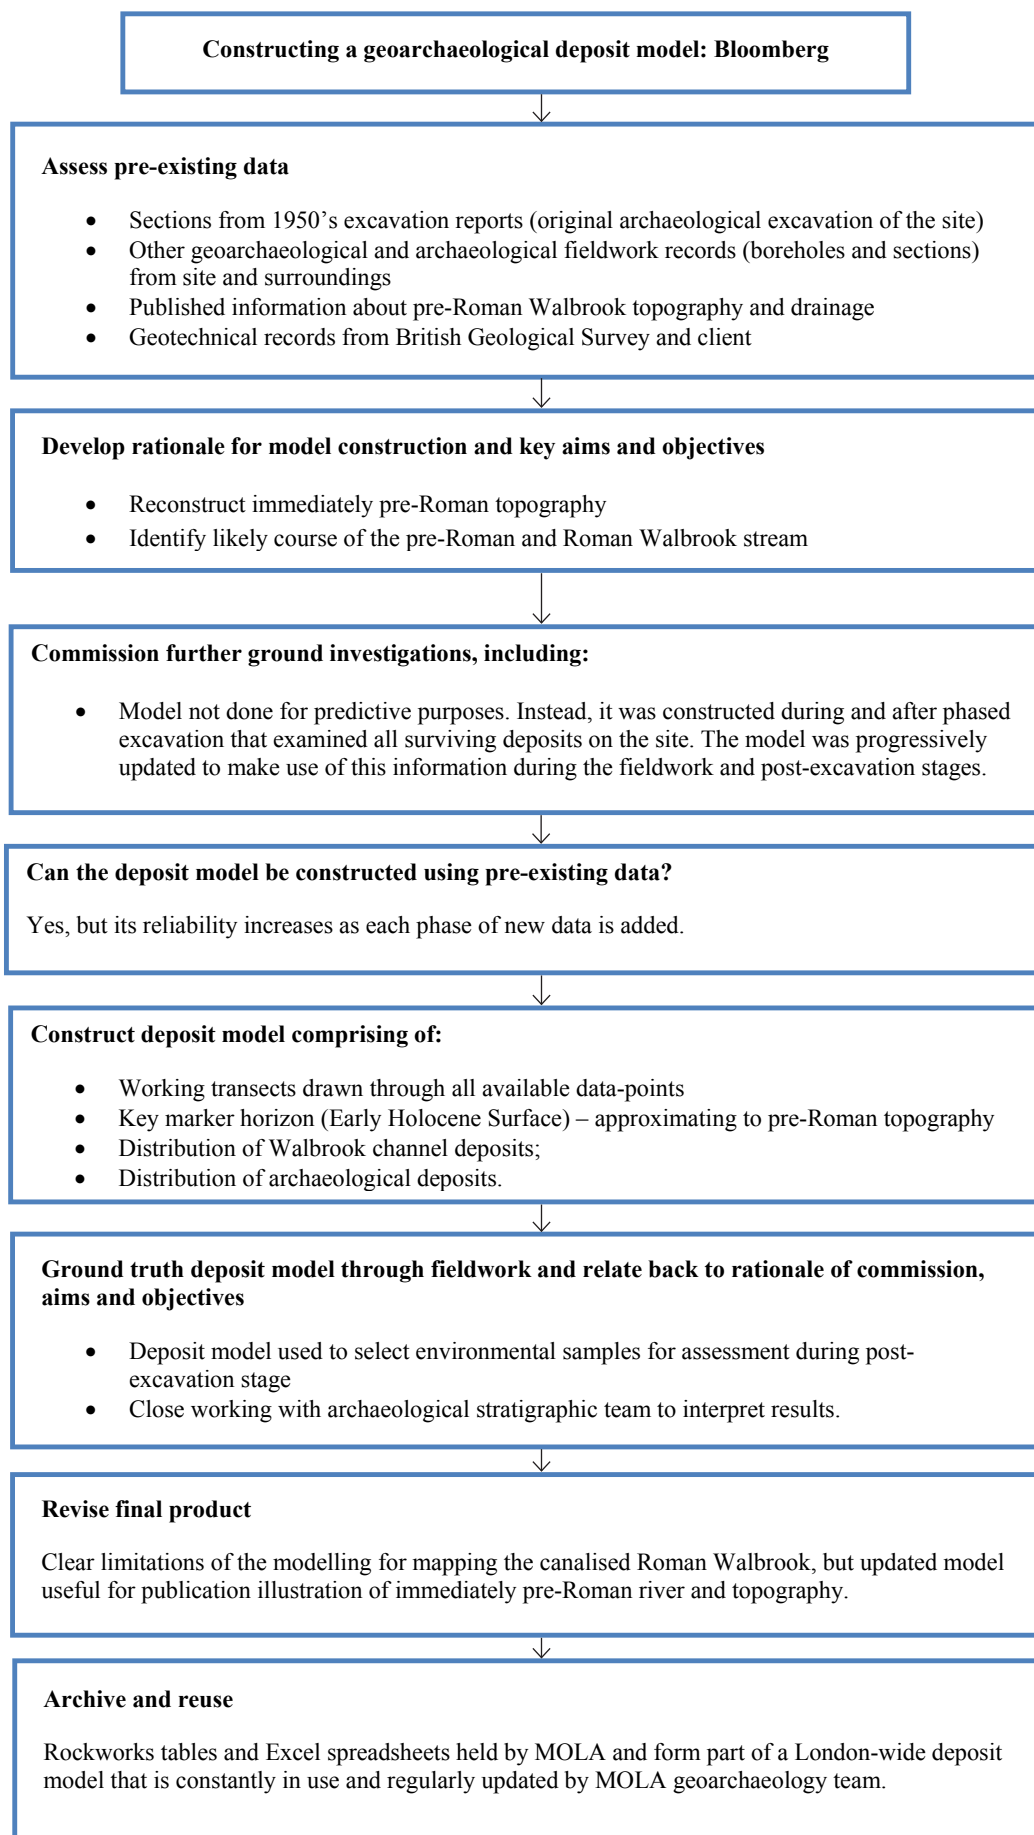 Constructing a geoarchaeological deposit model: Bloomberg
Assess pre-existing data
• Sections from 1950’s excavation reports (original archaeological excavation of the site)
• Other geoarchaeological and archaeological fieldwork records (boreholes and sections)
from site and surroundings
• Published information about pre-Roman Walbrook topography and drainage
• Geotechnical records from British Geological Survey and client
Develop rationale for model construction and key aims and objectives
• Reconstruct immediately pre-Roman topography
• Identify likely course of the pre-Roman and Roman Walbrook stream
Commission further ground investigations, including:
• Model not done for predictive purposes. Instead, it was constructed during and after phased
excavation that examined all surviving deposits on the site. The model was progressively
updated to make use of this information during the fieldwork and post-excavation stages.
Can the deposit model be constructed using pre-existing data?
Yes, but its reliability increases as each phase of new data is added.
Construct deposit model comprising of:
• Working transects drawn through all available data-points
• Key marker horizon (Early Holocene Surface) – approximating to pre-Roman topography
• Distribution of Walbrook channel deposits;
• Distribution of archaeological deposits.
Ground truth deposit model through fieldwork and relate back to rationale of commission,
aims and objectives
• Deposit model used to select environmental samples for assessment during post-
excavation stage
• Close working with archaeological stratigraphic team to interpret results.
Revise final product
Clear limitations of the modelling for mapping the canalised Roman Walbrook, but updated model
useful for publication illustration of immediately pre-Roman river and topography.
Archive and reuse
Rockworks tables and Excel spreadsheets held by MOLA and form part of a London-wide deposit
model that is constantly in use and regularly updated by MOLA geoarchaeology team.